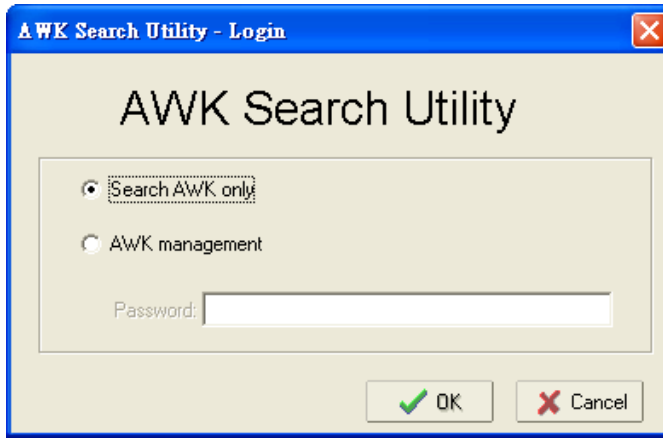 AWK Search Utility - Login
AWK Search Utility
Search AWK only
AWK management
Password:
OK Cancel